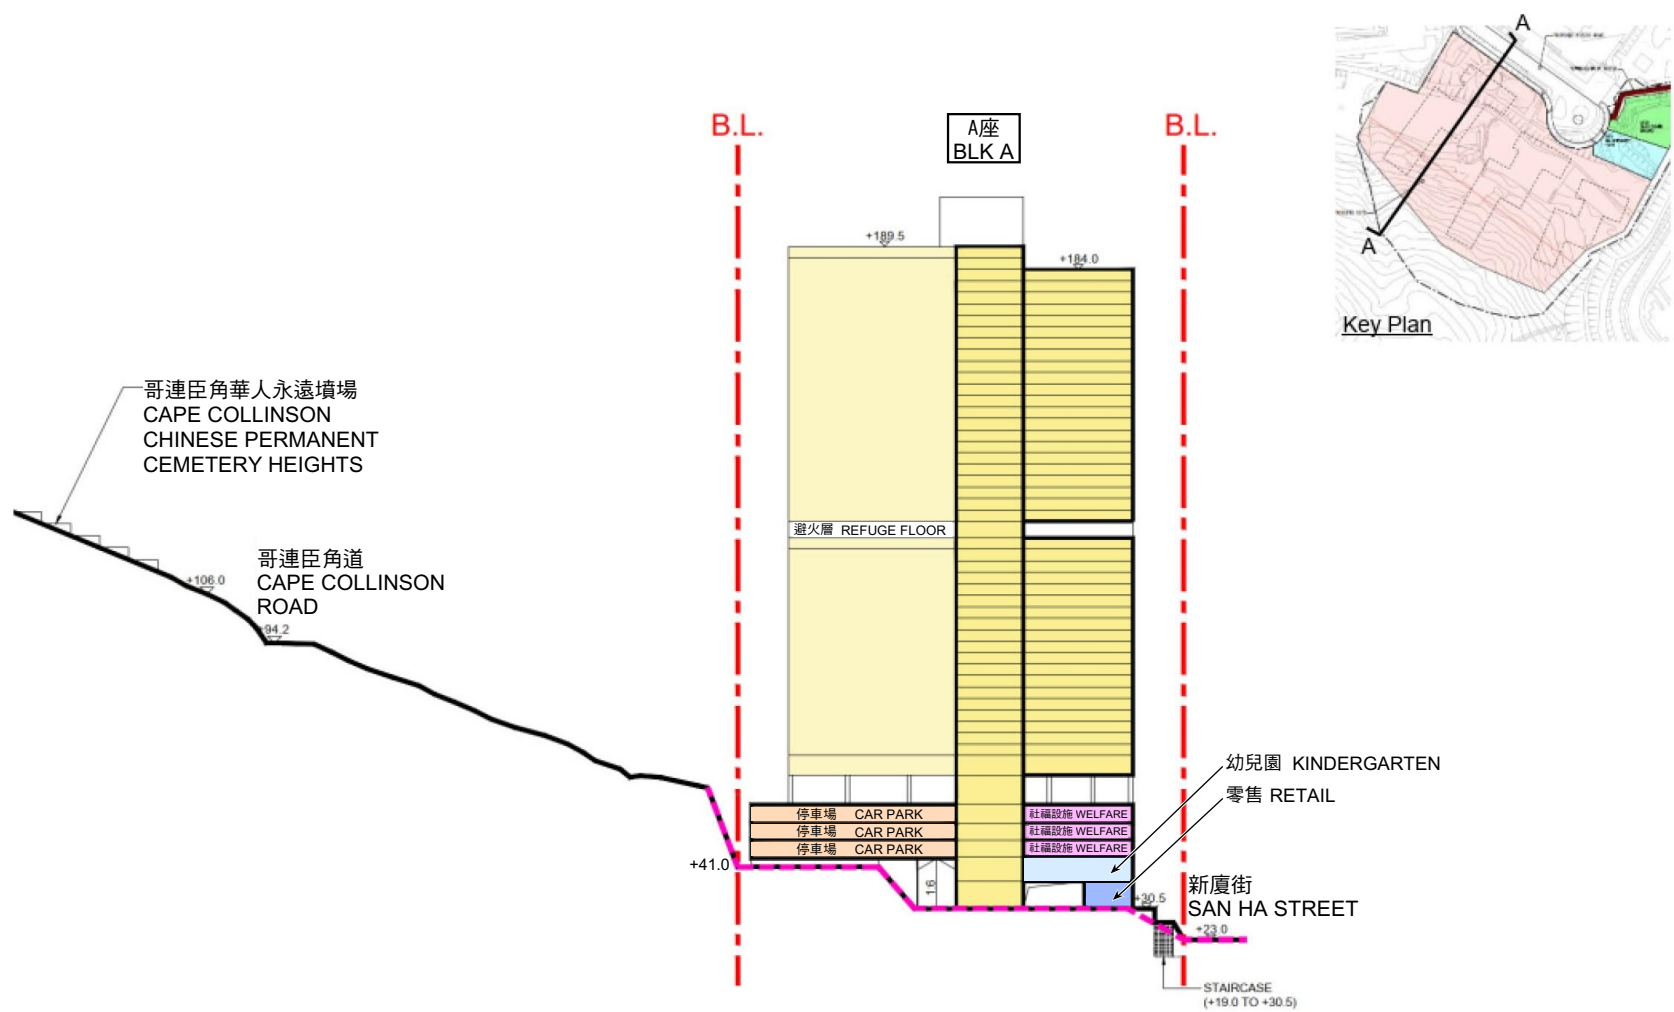 B.L.
A座
BLK A
B.L.
A
A
Key Plan
+189.5
+184.0
哥連臣角華人永遠墳場
CAPE COLLINSON
CHINESE PERMANENT
CEMETERY HEIGHTS
避火層 REFUGE FLOOR
哥連臣角道
CAPE COLLINSON
ROAD
+106.0
+94.2
幼兒園 KINDERGARTEN
零售 RETAIL
停車場 CAR PARK
社福設施 WELFARE
停車場 CAR PARK
社福設施 WELFARE
停車場 CAR PARK
社福設施 WELFARE
+41.0
新廈街
SAN HA STREET
+30.5
+23.0
STAIRCASE
(+19.0 TO +30.5)